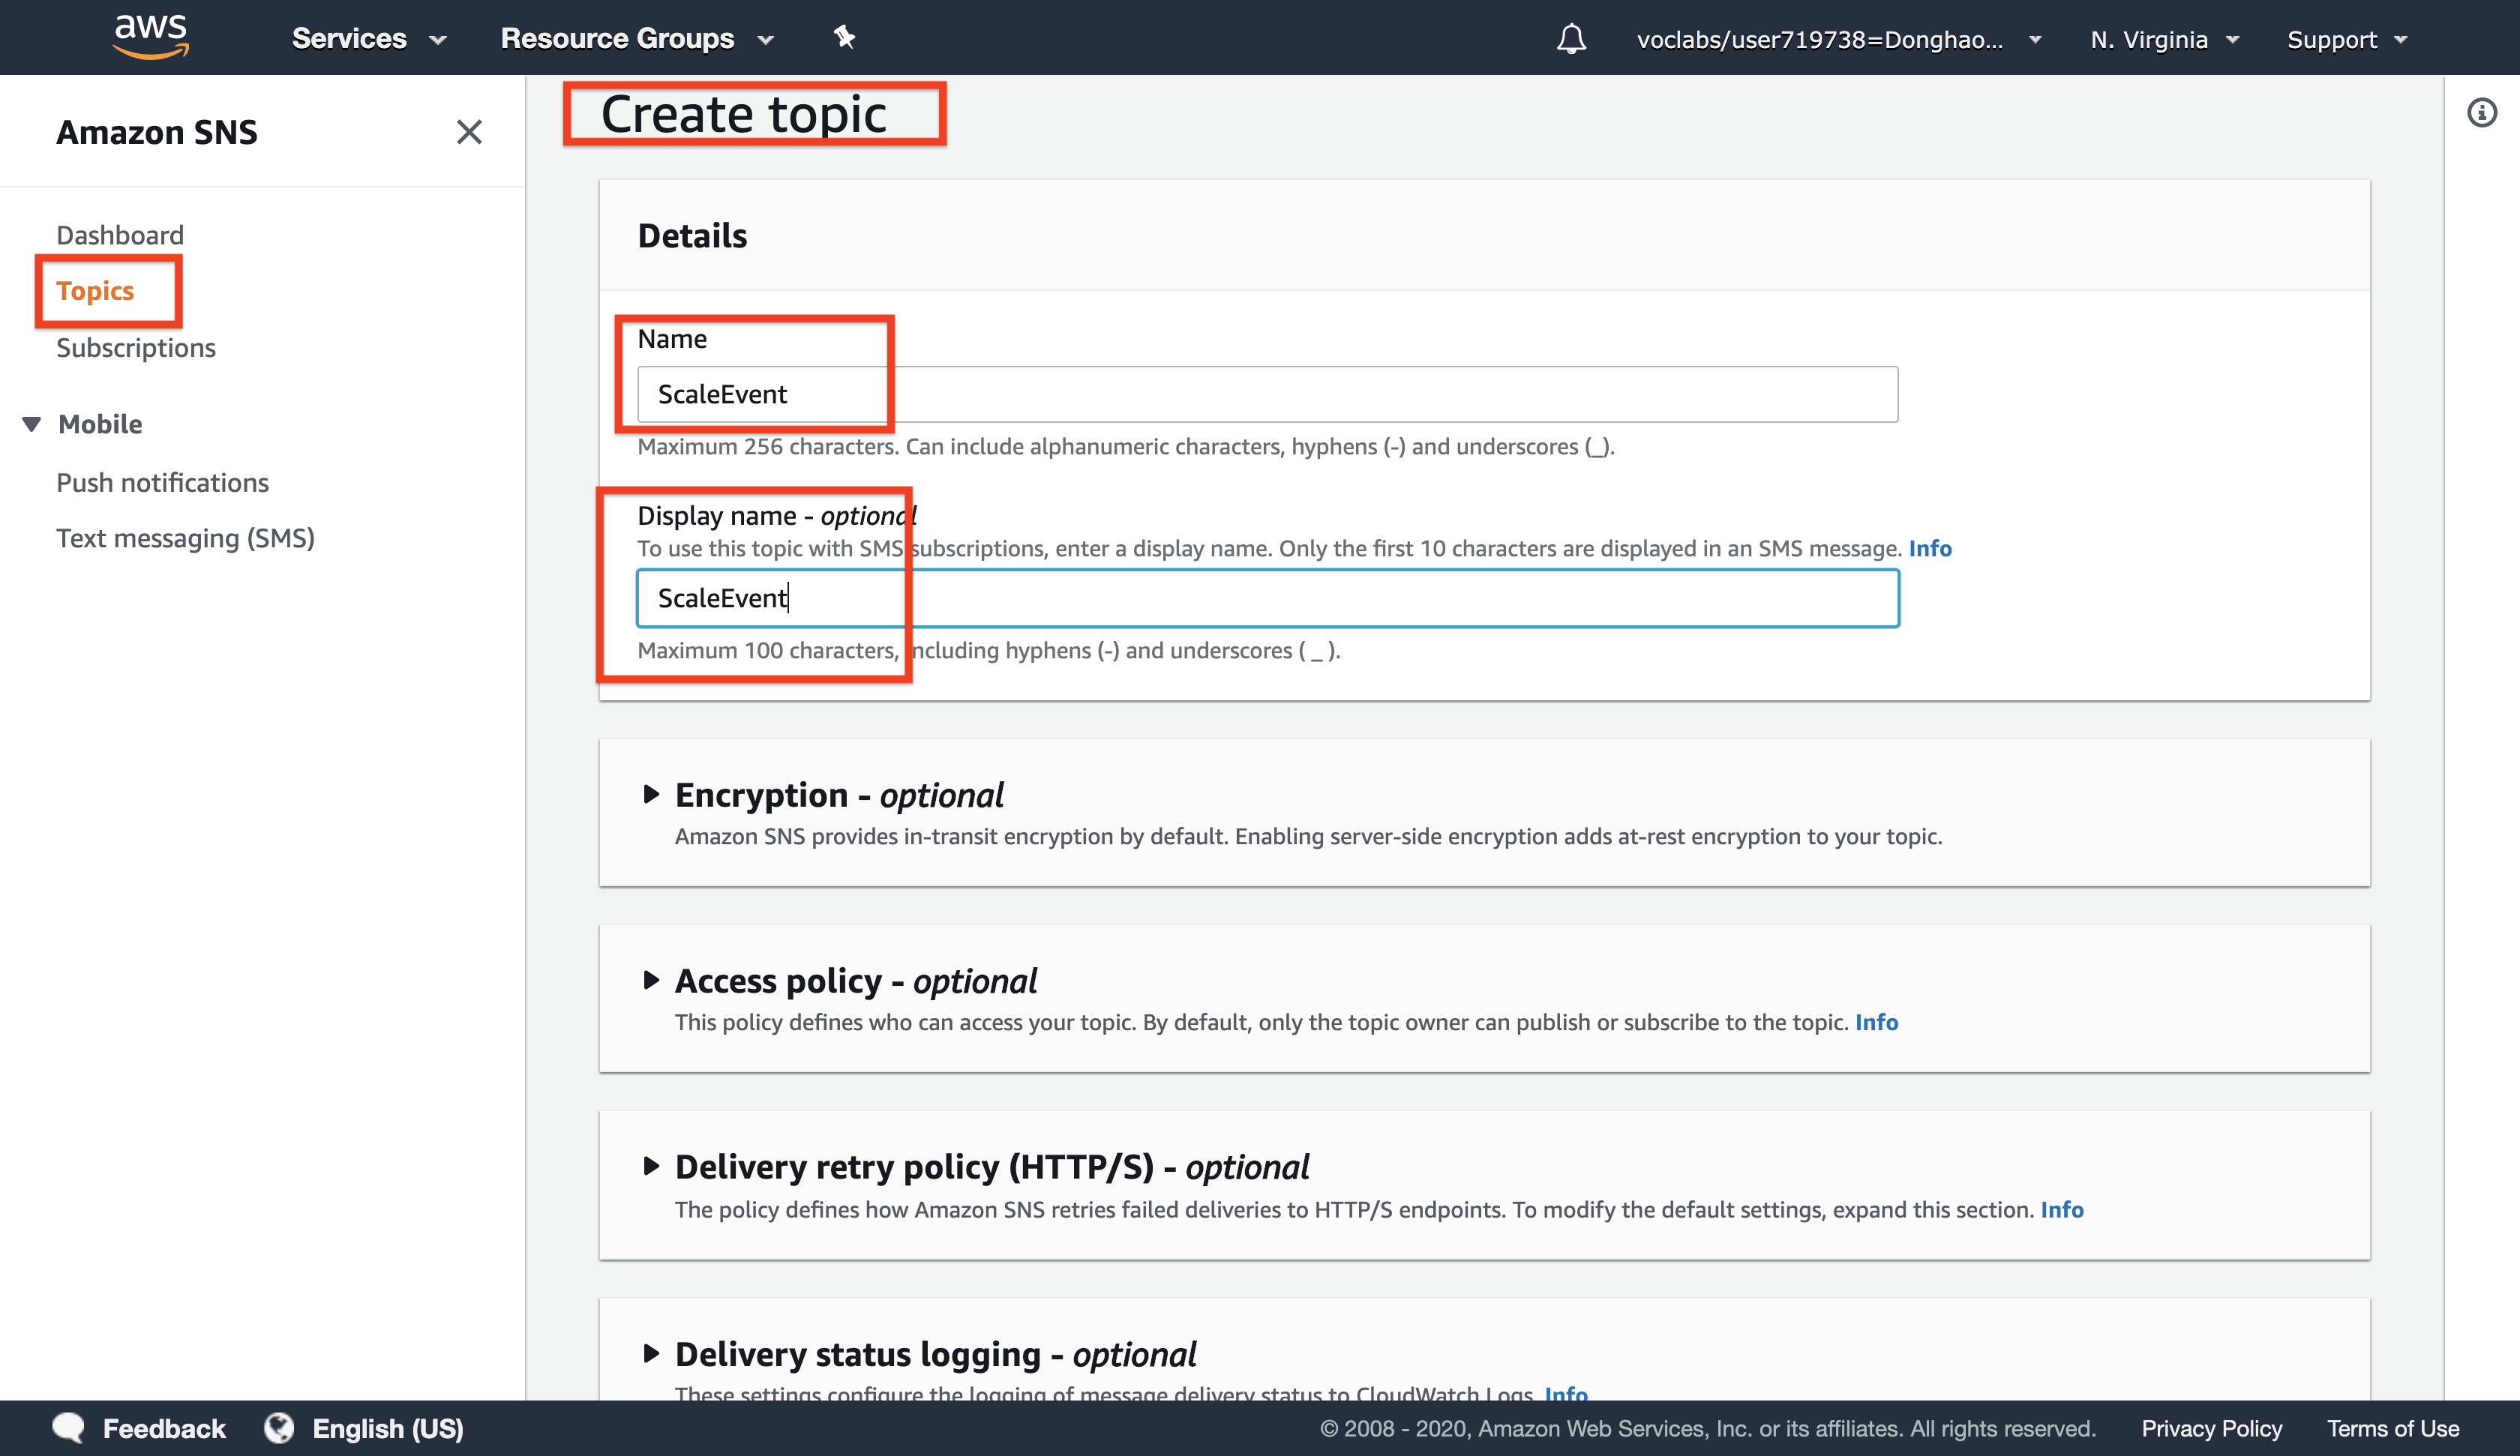 aws
Services
Resource Groups
voclabs/user719738=Donghao...
N. Virginia
Support
Amazon SNS
Dashboard
Topics
Subscriptions
Mobile
Push notifications
Text messaging (SMS)
Create topic
Details
Name
ScaleEvent
Maximum 256 characters. Can include alphanumeric characters, hyphens (-) and underscores (_).
Display name - optional
To use this topic with SMS subscriptions, enter a display name. Only the first 10 characters are displayed in an SMS message. Info
ScaleEvent
Maximum 100 characters, including hyphens (-) and underscores ( _ ).
Encryption - optional
Amazon SNS provides in-transit encryption by default. Enabling server-side encryption adds at-rest encryption to your topic.
Access policy - optional
This policy defines who can access your topic. By default, only the topic owner can publish or subscribe to the topic. Info
Delivery retry policy (HTTP/S) - optional
The policy defines how Amazon SNS retries failed deliveries to HTTP/S endpoints. To modify the default settings, expand this section. Info
Delivery status logging - optional
These settings configure the logging of message delivery status to CloudWatch Logs. Info
Feedback
English (US)
© 2008 - 2020, Amazon Web Services, Inc. or its affiliates. All rights reserved.
Privacy Policy
Terms of Use